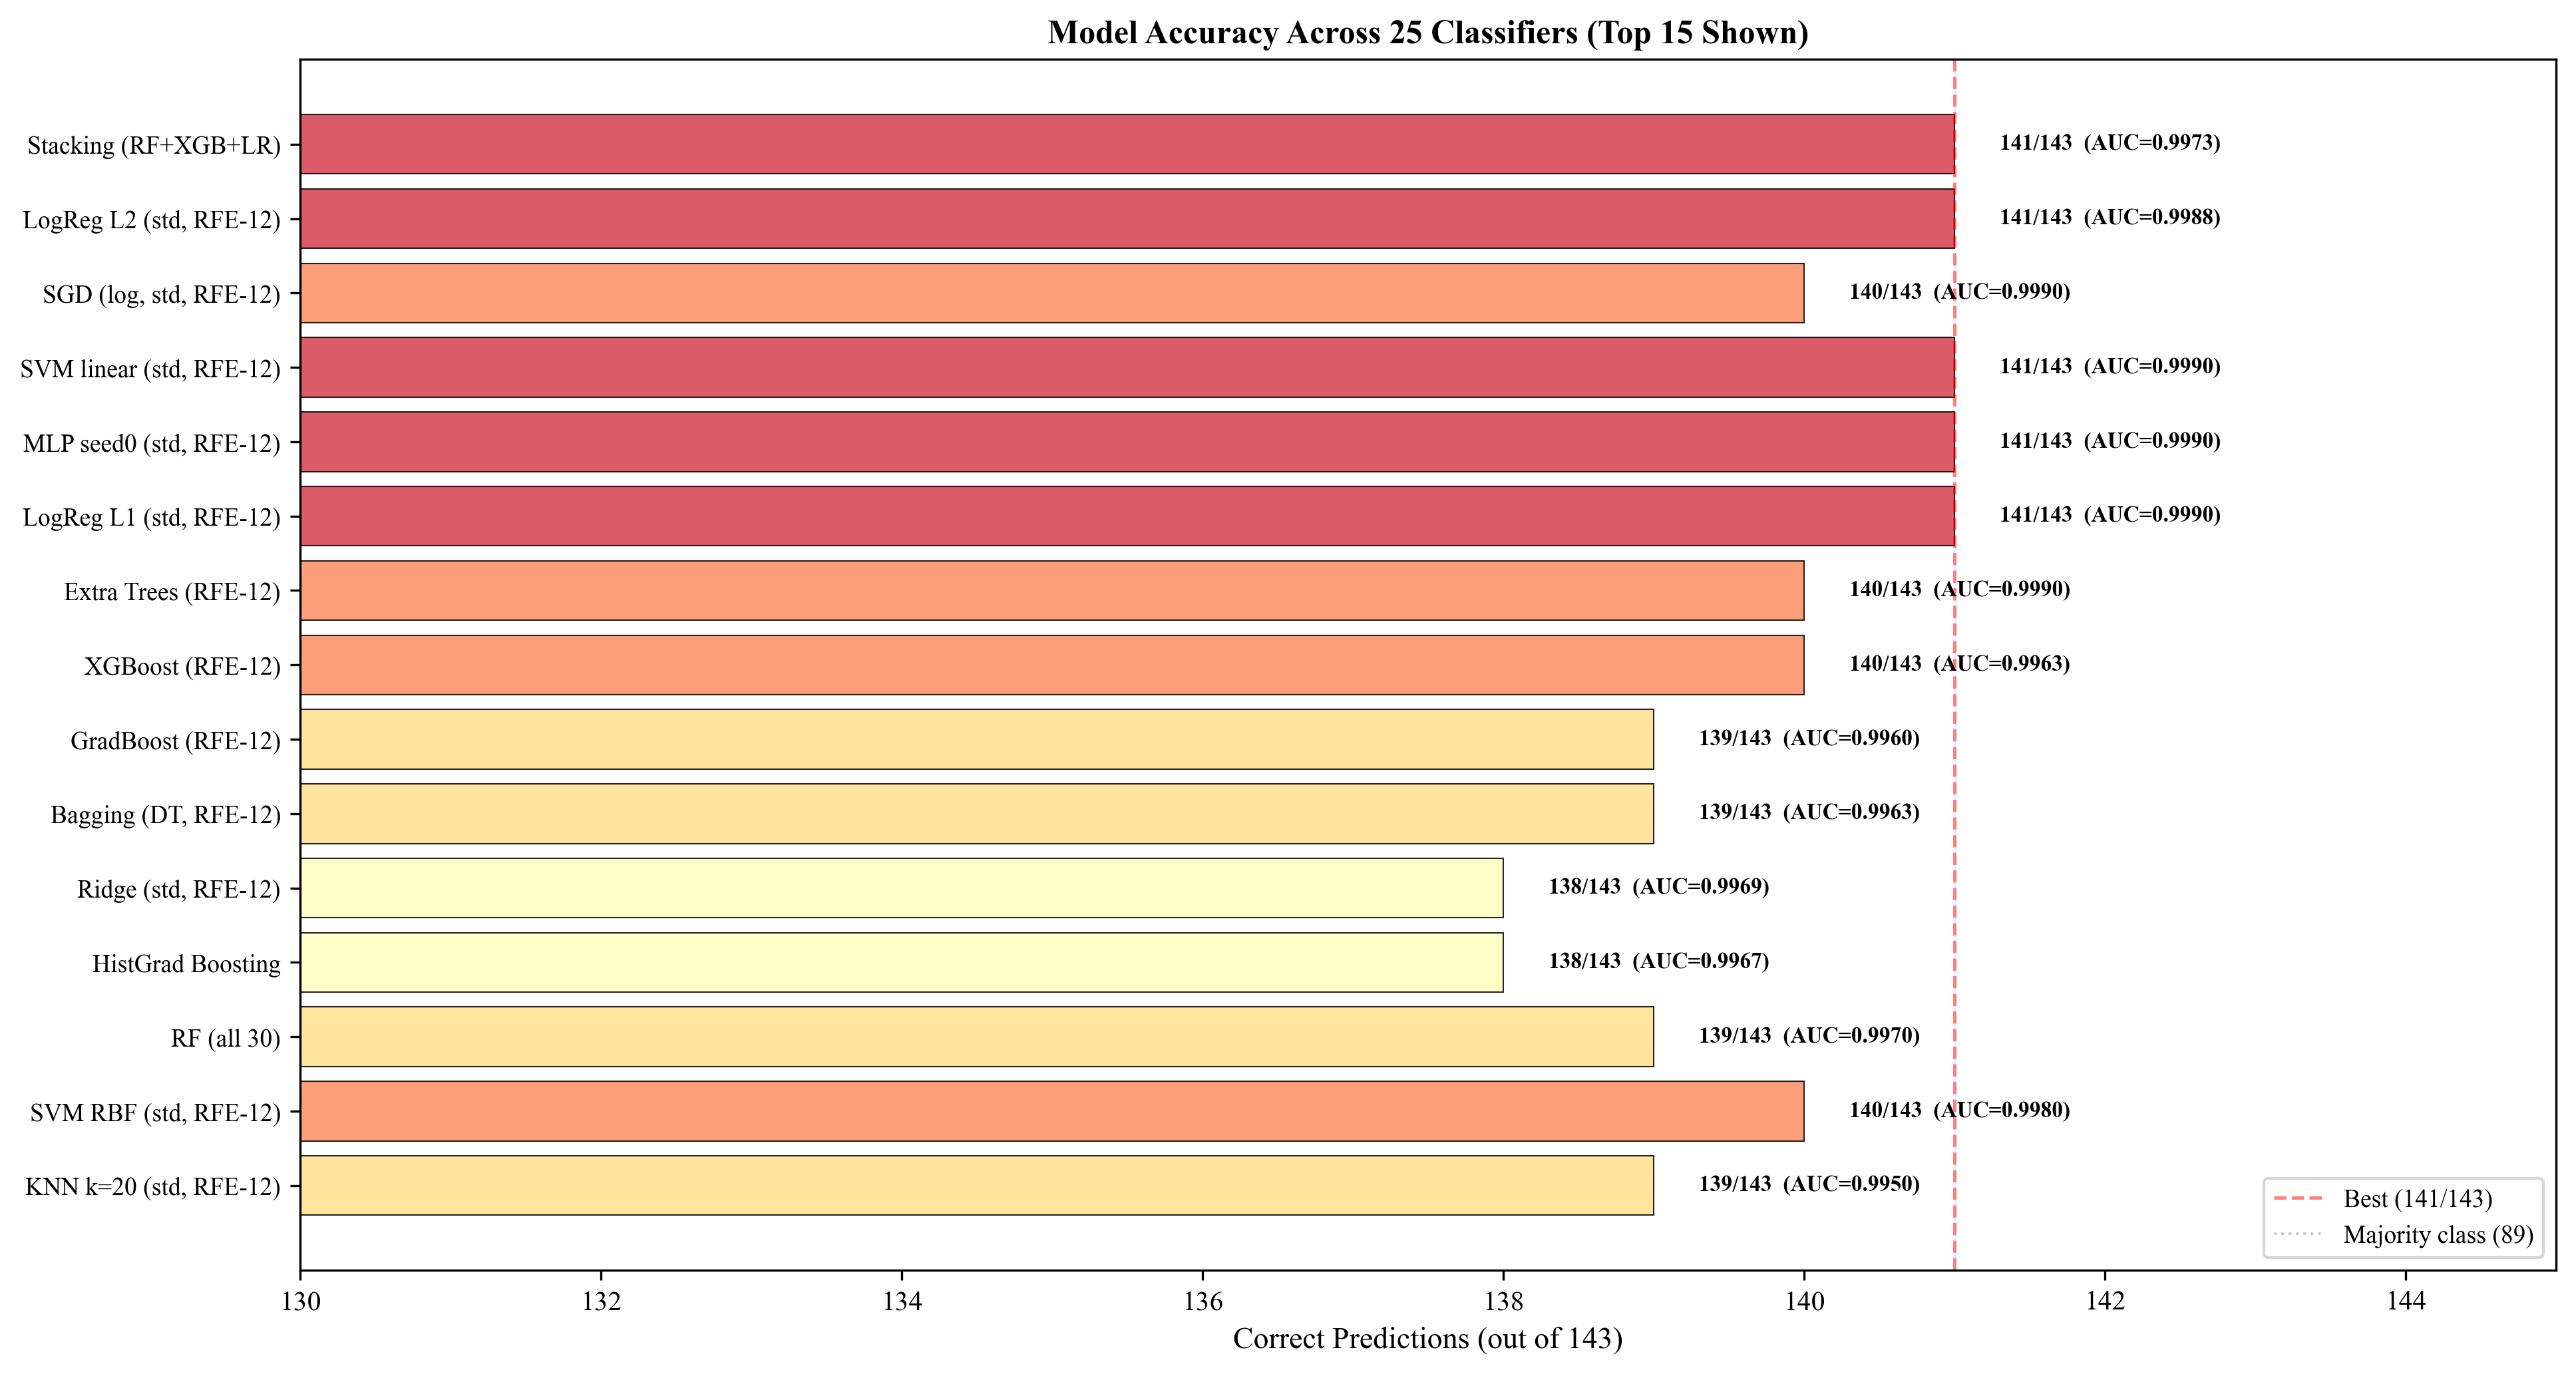 Model Accuracy Across 25 Classifiers (Top 15 Shown)
Stacking (RF+XGB+LR) 141/143 (AUC=0.9973)
LogReg L2 (std, RFE-12) 141/143 (AUC=0.9988)
SGD (log, std, RFE-12) 140/143 (AUC=0.9990)
SVM linear (std, RFE-12) 141/143 (AUC=0.9990)
MLP seed0 (std, RFE-12) 141/143 (AUC=0.9990)
LogReg L1 (std, RFE-12) 141/143 (AUC=0.9990)
Extra Trees (RFE-12) 140/143 (AUC=0.9990)
XGBoost (RFE-12) 140/143 (AUC=0.9963)
GradBoost (RFE-12) 139/143 (AUC=0.9960)
Bagging (DT, RFE-12) 139/143 (AUC=0.9963)
Ridge (std, RFE-12) 138/143 (AUC=0.9969)
HistGrad Boosting 138/143 (AUC=0.9967)
RF (all 30) 139/143 (AUC=0.9970)
SVM RBF (std, RFE-12) 140/143 (AUC=0.9980)
KNN k=20 (std, RFE-12) 139/143 (AUC=0.9950)
Best (141/143)
Majority class (89)
130 132 134 136 138 140 142 144
Correct Predictions (out of 143)